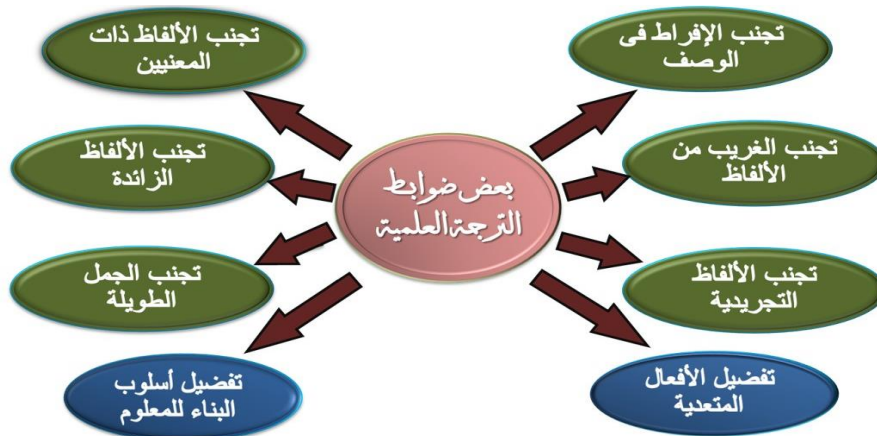 بعض ضوابط
الترجمة العلمية
تجنب الإفراط فى
الوصف
تجنب الغريب من
الألفاظ
تجنب الألفاظ
التجريدية
تفضيل الأفعال
المتعدية
تجنب الألفاظ ذات
المعنيين
تجنب الألفاظ
الزائدة
تجنب الجمل
الطويلة
تفضيل أسلوب
البناء للمعلوم